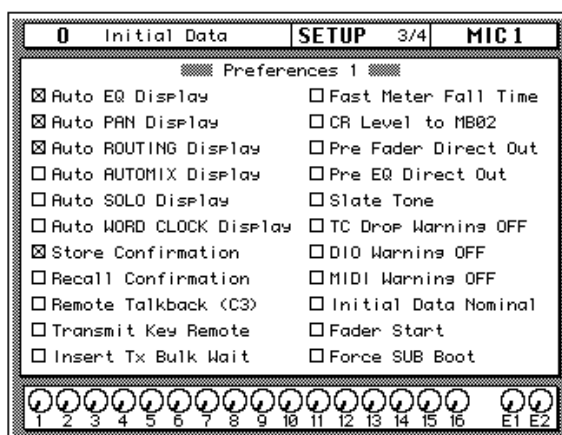 0 Initial Data SETUP 3/4 MIC 1
Preferences 1
Auto EQ Display
Auto PAN Display
Auto ROUTING Display
Auto AUTOMIX Display
Auto SOLO Display
Auto WORD CLOCK Display
Store Confirmation
Recall Confirmation
Remote Talkback (C3)
Transmit Key Remote
Insert Tx Bulk Wait
Fast Meter Fall Time
CR Level to MB02
Pre Fader Direct Out
Pre EQ Direct Out
Slate Tone
TC Drop Warning OFF
DIO Warning OFF
MIDI Warning OFF
Initial Data Nominal
Fader Start
Force SUB Boot
1 2 3 4 5 6 7 8 9 10 11 12 13 14 15 16 E1 E2